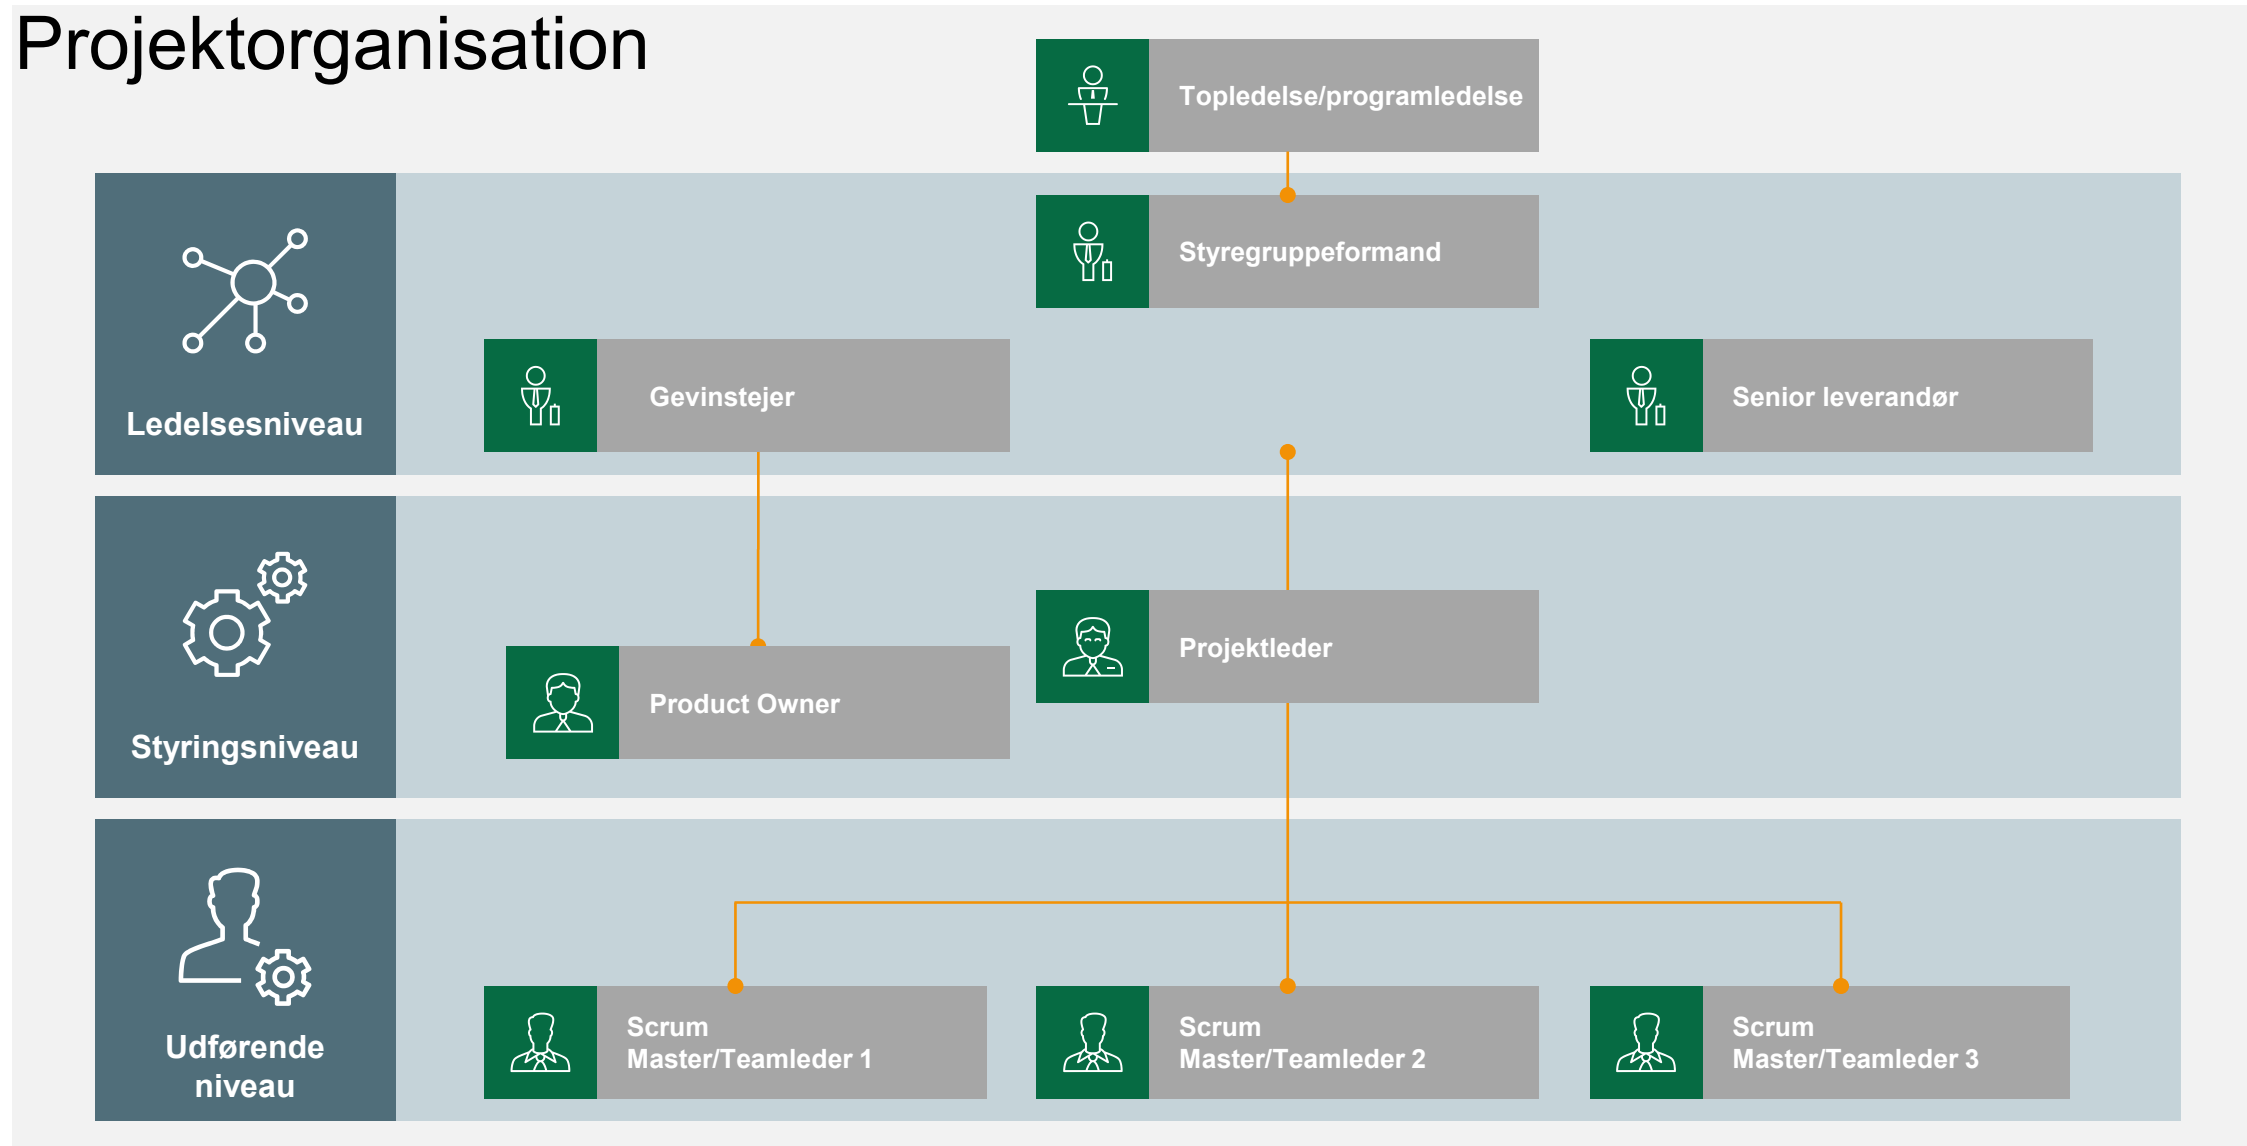 Projektorganisation
Topledelse/programledelse
Ledelsesniveau
Styregruppeformand
Gevinstejer
Senior leverandør
Styringsniveau
Product Owner
Projektleder
Udførende
niveau
Scrum
Master/Teamleder 1
Scrum
Master/Teamleder 2
Scrum
Master/Teamleder 3